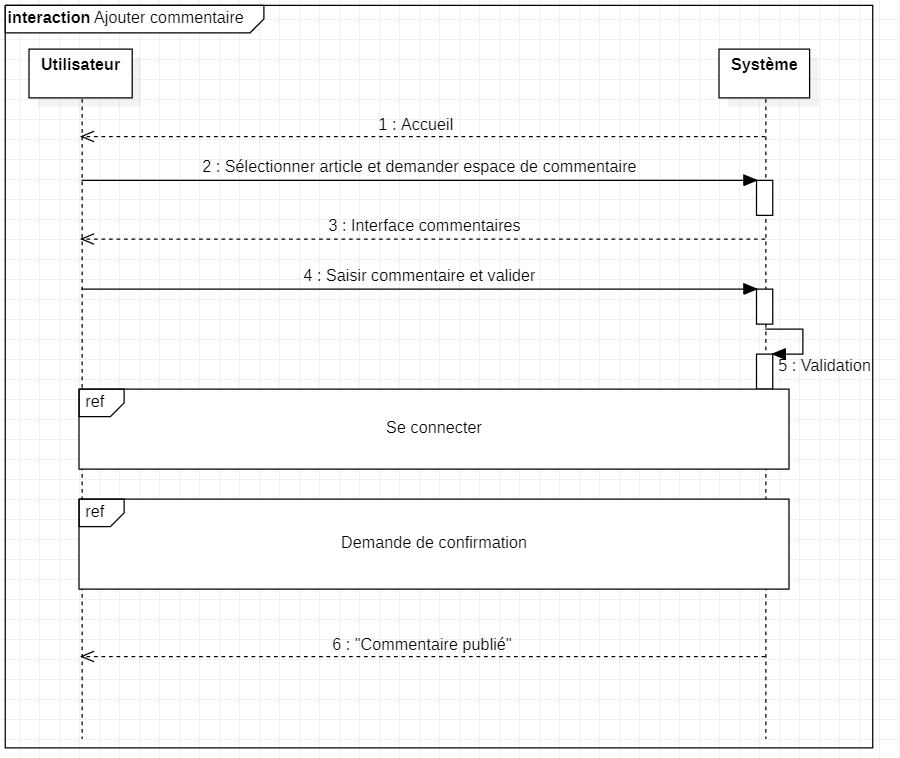 interaction Ajouter commentaire
Utilisateur
Système
1 : Accueil
2 : Sélectionner article et demander espace de commentaire
3 : Interface commentaires
4 : Saisir commentaire et valider
5 : Validation
ref
Se connecter
ref
Demande de confirmation
6 : "Commentaire publié"